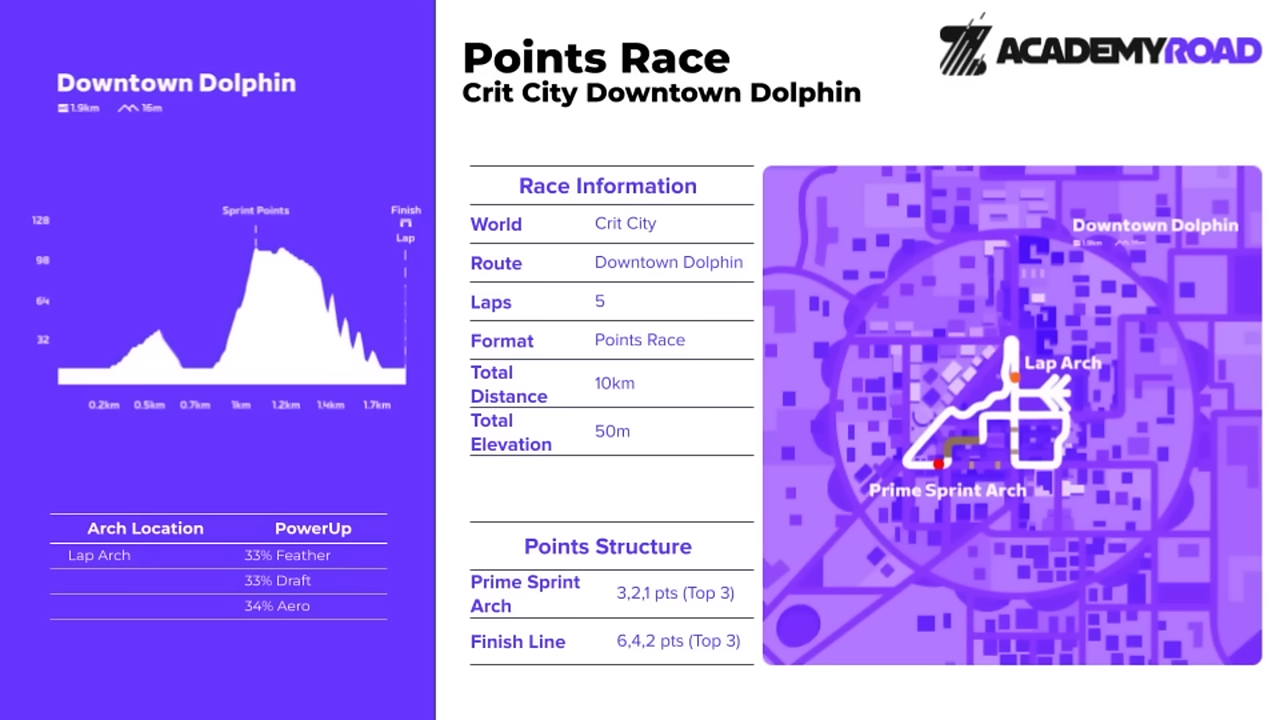 Downtown Dolphin
1.9km 16m
Sprint Points
Finish
Lap
128
98
64
32
0.2km 0.5km 0.7km 1km 1.2km 1.4km 1.7km
Arch Location PowerUp
Lap Arch 33% Feather
33% Draft
34% Aero
Points Race
Crit City Downtown Dolphin
ACADEMYROAD
Race Information
World Crit City
Route Downtown Dolphin
Laps 5
Format Points Race
Total
Distance 10km
Total
Elevation 50m
Points Structure
Prime Sprint
Arch 3,2,1 pts (Top 3)
Finish Line 6,4,2 pts (Top 3)
Downtown Dolphin
1.9km
Lap Arch
Prime Sprint Arch